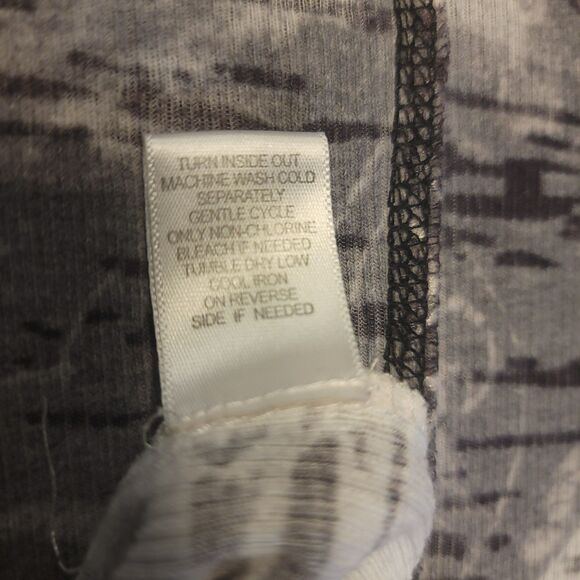 TURN INSIDE OUT
MACHINE WASH COLD
SEPARATELY
GENTLE CYCLE
ONLY NON-CHLORINE
BLEACH IF NEEDED
TUMBLE DRY LOW
COOL IRON
ON REVERSE
SIDE IF NEEDED